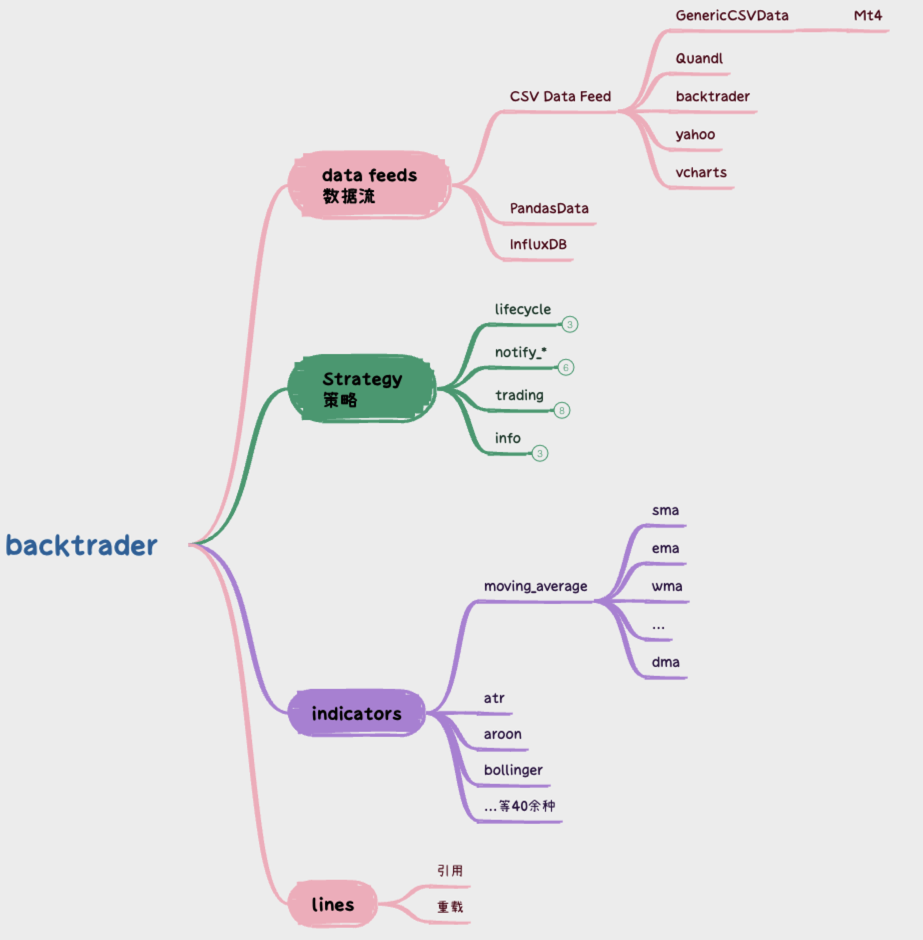 backtrader
data feeds
数据流
CSV Data Feed
GenericCSVData
Mt4
Quandl
backtrader
yahoo
vcharts
PandasData
InfluxDB
Strategy
策略
lifecycle
3
notify_*
6
trading
8
info
3
indicators
moving_average
sma
ema
wma
...
dma
atr
aroon
bollinger
...等40余种
lines
引用
重载